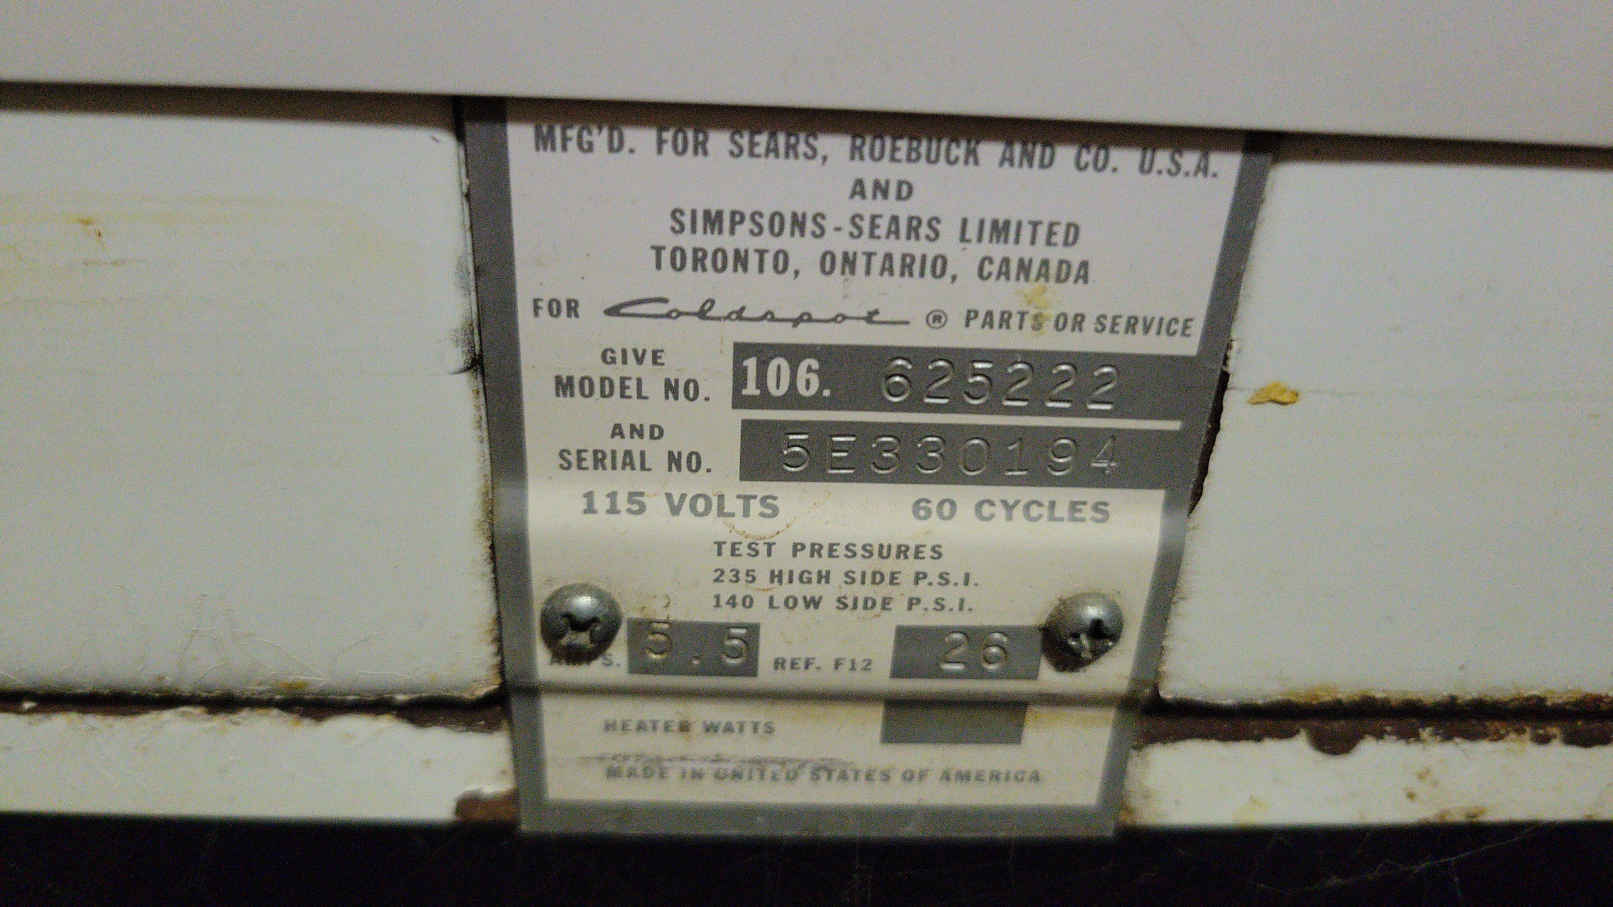 MFG'D. FOR SEARS, ROEBUCK AND CO. U.S.A.
AND
SIMPSONS-SEARS LIMITED
TORONTO, ONTARIO, CANADA
FOR Coldspot ® PARTS OR SERVICE
GIVE
MODEL NO. 106. 625222
AND
SERIAL NO. 5E330194
115 VOLTS 60 CYCLES
TEST PRESSURES
235 HIGH SIDE P.S.I.
140 LOW SIDE P.S.I.
AMPS. 5.5 REF. F12 26
HEATER WATTS
MADE IN UNITED STATES OF AMERICA